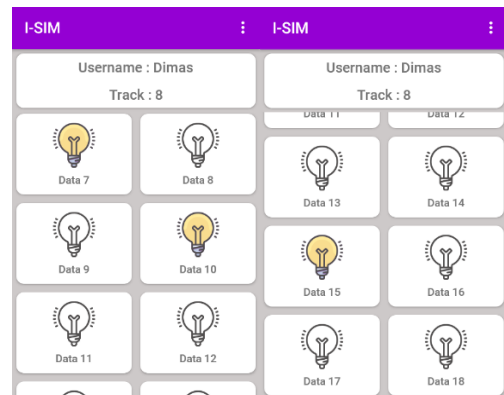 I-SIM
Username : Dimas
Track : 8
Data 7
Data 8
Data 9
Data 10
Data 11
Data 12
I-SIM
Username : Dimas
Track : 8
Data 11
Data 12
Data 13
Data 14
Data 15
Data 16
Data 17
Data 18